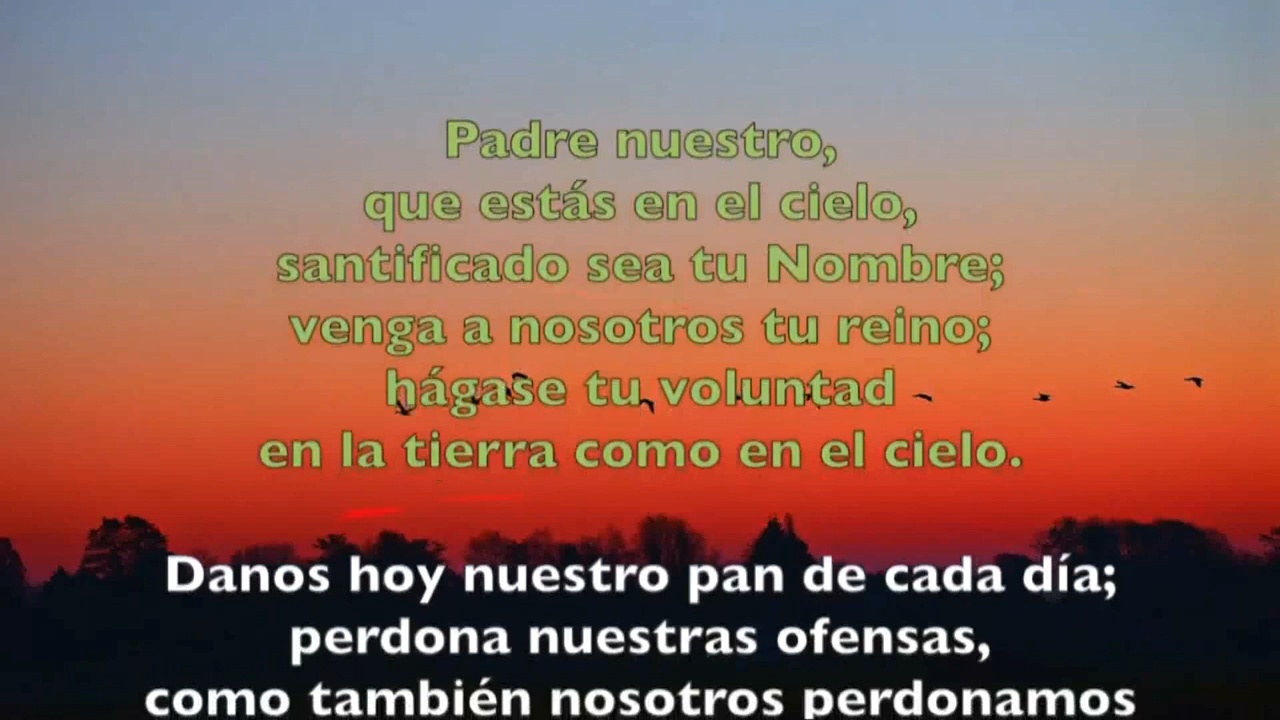 Padre nuestro,
que estás en el cielo,
santificado sea tu Nombre;
venga a nosotros tu reino;
hágase tu voluntad
en la tierra como en el cielo.
Danos hoy nuestro pan de cada día;
perdona nuestras ofensas,
como también nosotros perdonamos